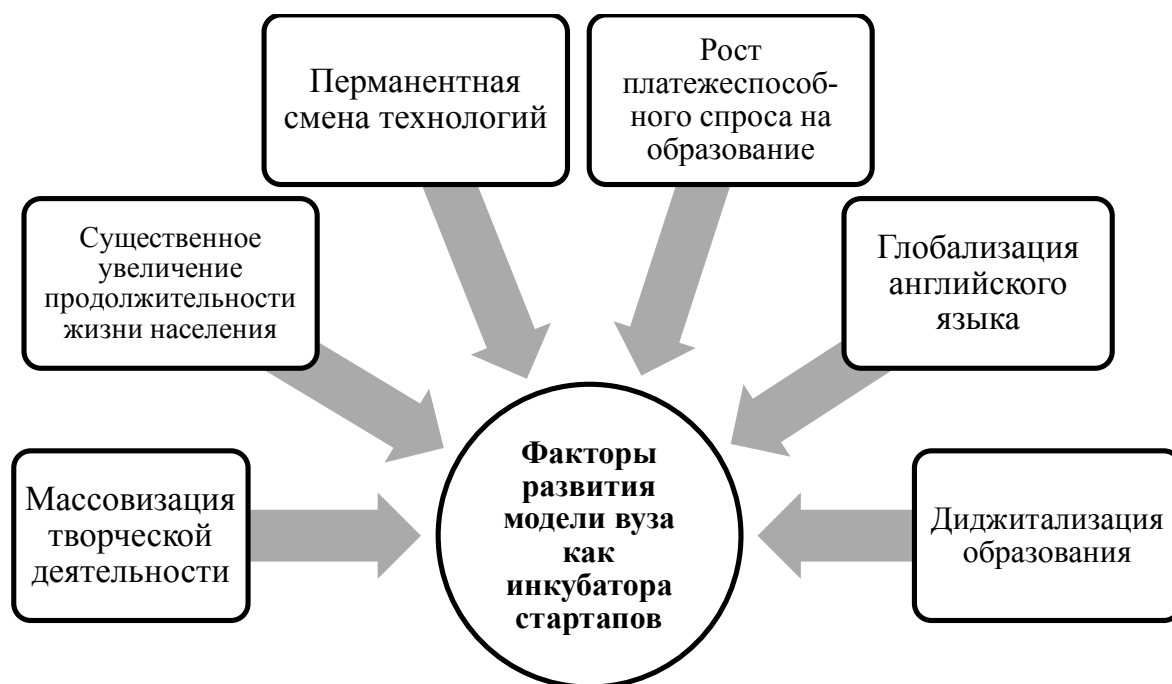 Перманентная
смена технологий
Рост
платежеспособ-
ного спроса на
образование
Существенное
увеличение
продолжительности
жизни населения
Глобализация
английского
языка
Массовизация
творческой
деятельности
Факторы
развития
модели вуза
как
инкубатора
стартапов
Диджитализация
образования